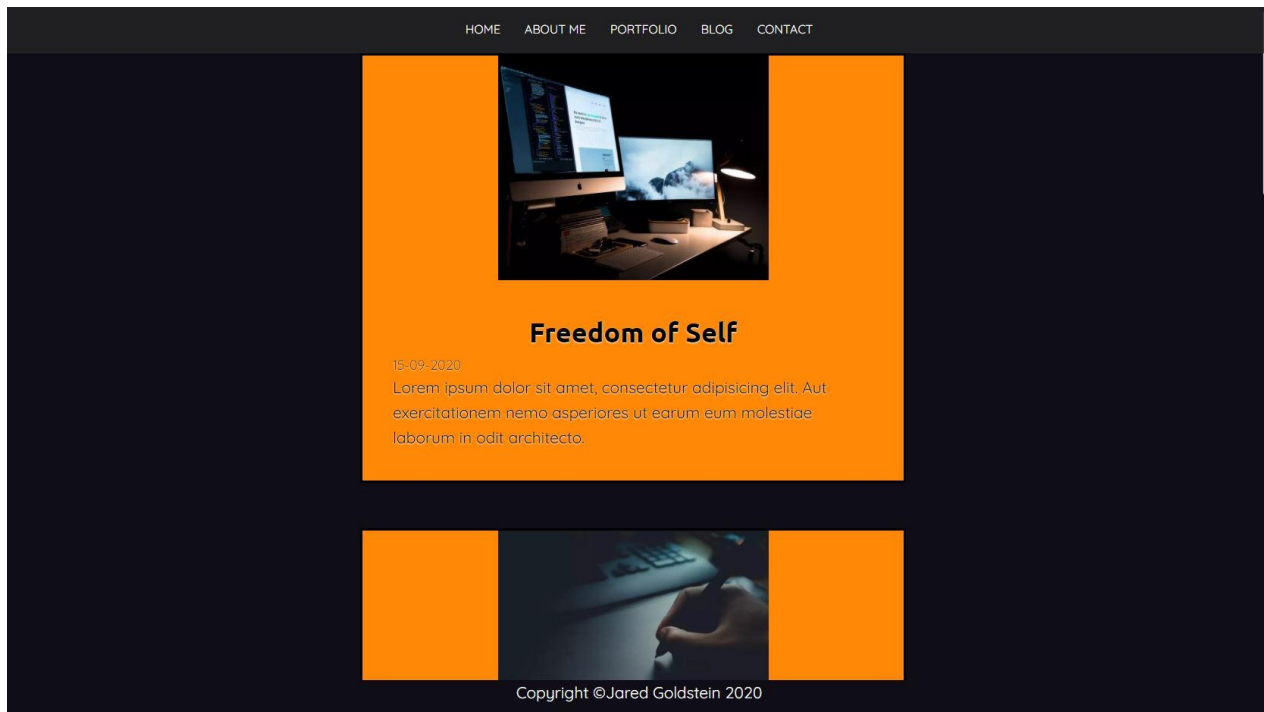 HOME ABOUT ME PORTFOLIO BLOG CONTACT
Freedom of Self
15-09-2020
Lorem ipsum dolor sit amet, consectetur adipisicing elit. Aut
exercitationem nemo asperiores ut earum eum molestiae
laborum in odit architecto.
Copyright ©Jared Goldstein 2020